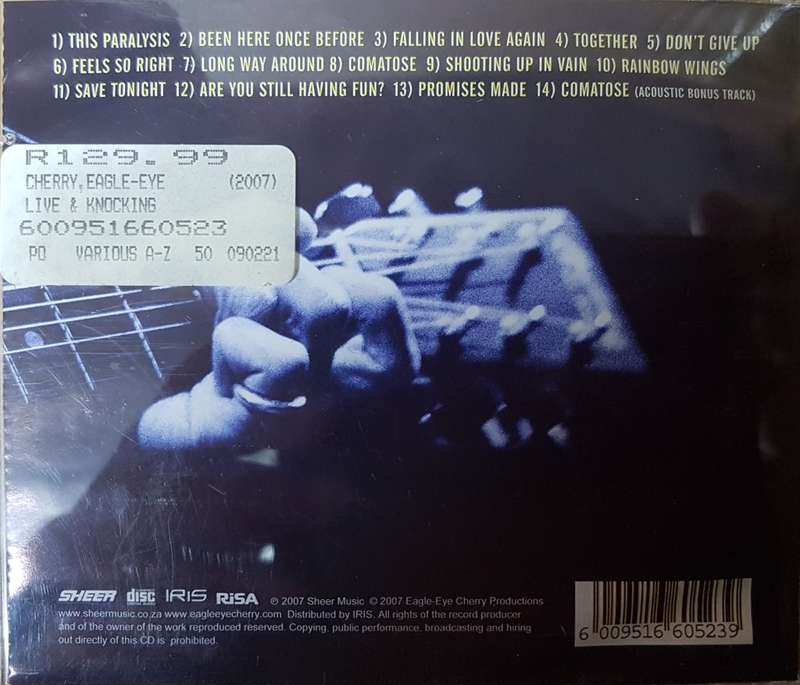 1) THIS PARALYSIS 2) BEEN HERE ONCE BEFORE 3) FALLING IN LOVE AGAIN 4) TOGETHER 5) DON'T GIVE UP
6) FEELS SO RIGHT 7) LONG WAY AROUND 8) COMATOSE 9) SHOOTING UP IN VAIN 10) RAINBOW WINGS
11) SAVE TONIGHT 12) ARE YOU STILL HAVING FUN? 13) PROMISES MADE 14) COMATOSE (ACOUSTIC BONUS TRACK)
R129.99
CHERRY,EAGLE-EYE (2007)
LIVE & KNOCKING
600951660523
PO VARIOUS A-Z 50 090221
SHEER disc IRIS RiSA ℗ 2007 Sheer Music © 2007 Eagle-Eye Cherry Productions
www.sheermusic.co.za www.eagleeyecherry.com Distributed by IRIS. All rights of the record producer
and of the owner of the work reproduced reserved. Copying, public performance, broadcasting and hiring
out directly of this CD is prohibited.
6 009516 605239